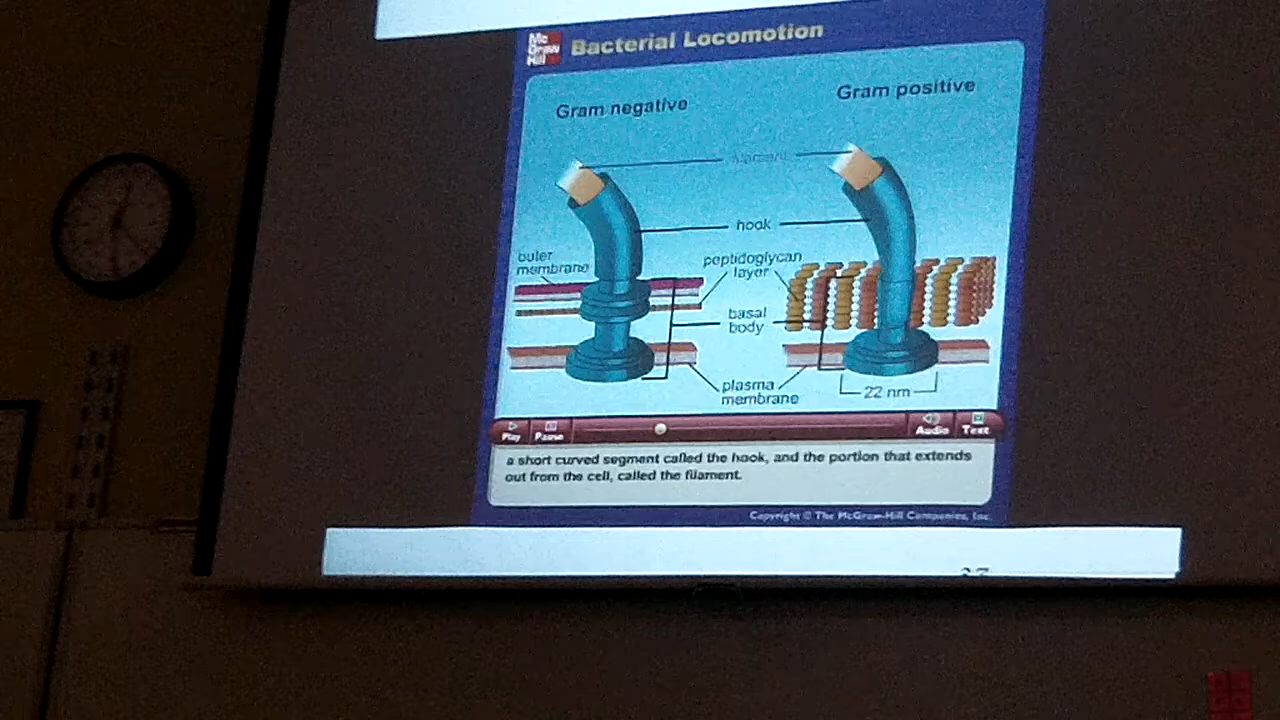 Mc
Graw
Hill
Bacterial Locomotion
Gram negative
Gram positive
filament
hook
outer
membrane
peptidoglycan
layer
basal
body
plasma
membrane
22 nm
Play
Pause
Audio
Text
a short curved segment called the hook, and the portion that extends
out from the cell, called the filament.
Copyright © The McGraw-Hill Companies, Inc.